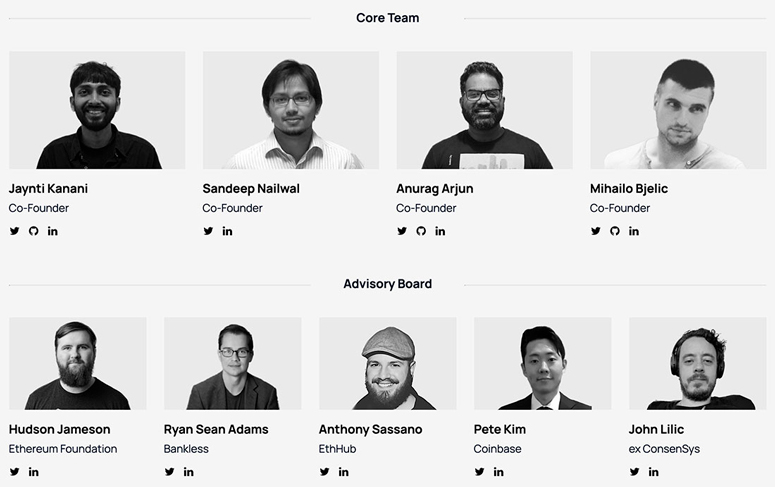 Core Team
Jaynti Kanani
Sandeep Nailwal
Anurag Arjun
Mihailo Bjelic
Co-Founder
Co-Founder
Co-Founder
Co-Founder
Advisory Board
Hudson Jameson
Ryan Sean Adams
Anthony Sassano
Pete Kim
John Lilic
Ethereum Foundation
Bankless
EthHub
Coinbase
ex ConsenSys